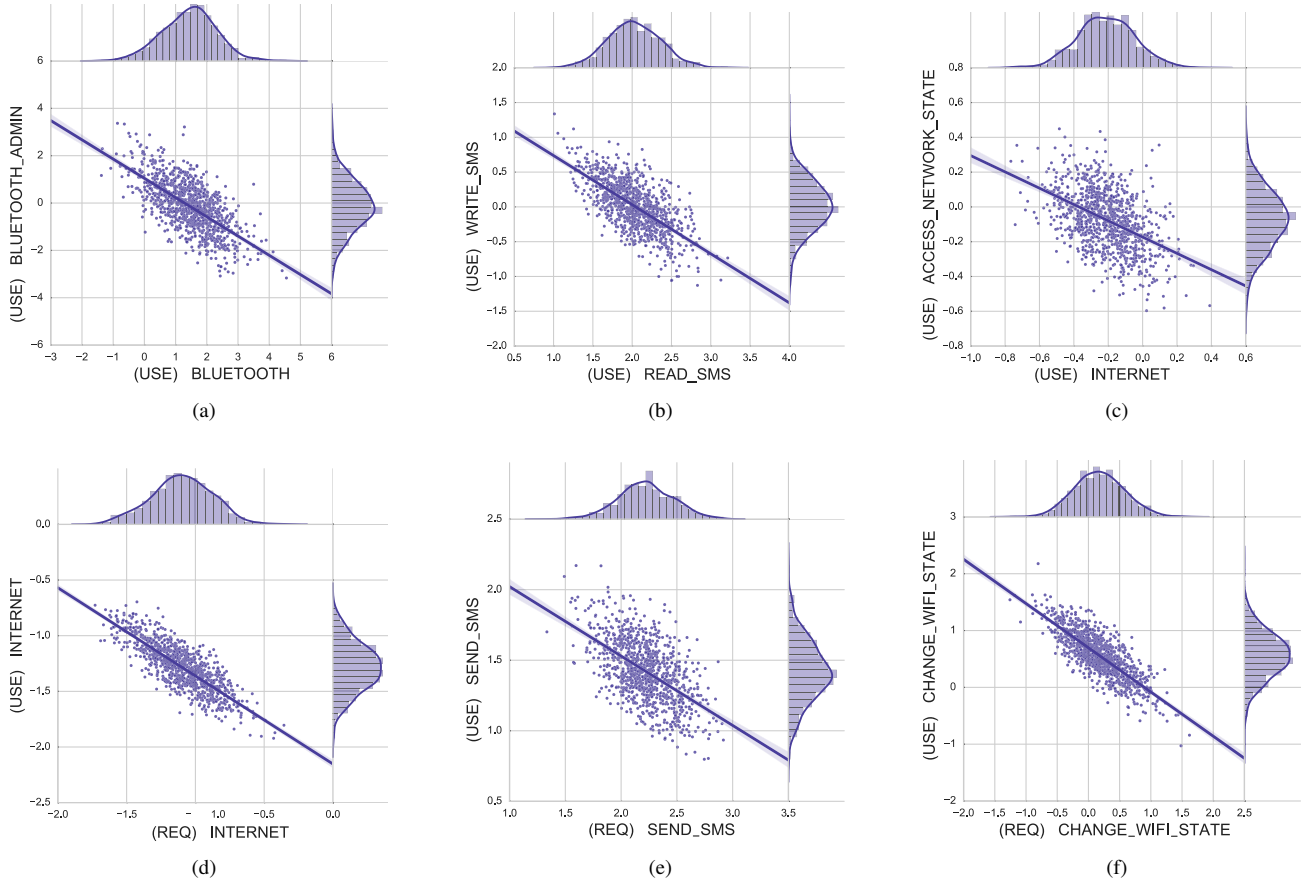 6
4
2
0
−2
−4
−6
(USE) BLUETOOTH_ADMIN
−3 −2 −1 0 1 2 3 4 5 6
(USE) BLUETOOTH
(a)
2.0
1.5
1.0
0.5
0.0
−0.5
−1.0
−1.5
−2.0
(USE) WRITE_SMS
0.5 1.0 1.5 2.0 2.5 3.0 3.5 4.0
(USE) READ_SMS
(b)
0.8
0.6
0.4
0.2
0.0
−0.2
−0.4
−0.6
−0.8
(USE) ACCESS_NETWORK_STATE
−1.0 −0.8 −0.6 −0.4 −0.2 0.0 0.2 0.4 0.6
(USE) INTERNET
(c)
0.0
−0.5
−1.0
−1.5
−2.0
−2.5
(USE) INTERNET
−2.0 −1.5 − 1.0 −0.5 0.0
(REQ) INTERNET
(d)
2.5
2.0
1.5
1.0
0.5
(USE) SEND_SMS
1.0 1.5 2.0 2.5 3.0 3.5
(REQ) SEND_SMS
(e)
3
2
1
0
−1
−2
(USE) CHANGE_WIFI_STATE
−2.0 −1.5 −1.0 −0.5 0.0 0.5 1.0 1.5 2.0 2.5
(REQ) CHANGE_WIFI_STATE
(f)